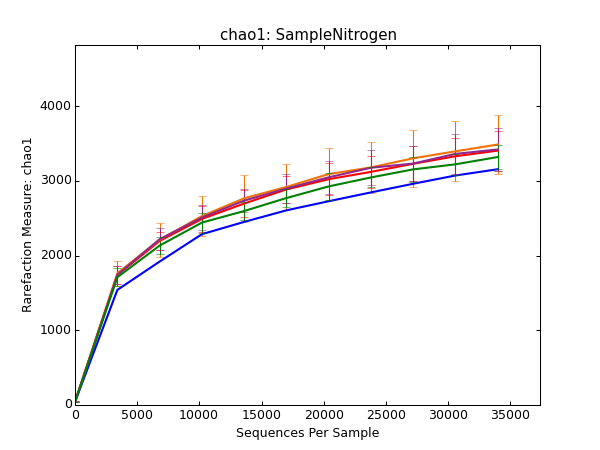 chao1: SampleNitrogen
Rarefaction Measure: chao1
4000
3000
2000
1000
0
0 5000 10000 15000 20000 25000 30000 35000
Sequences Per Sample